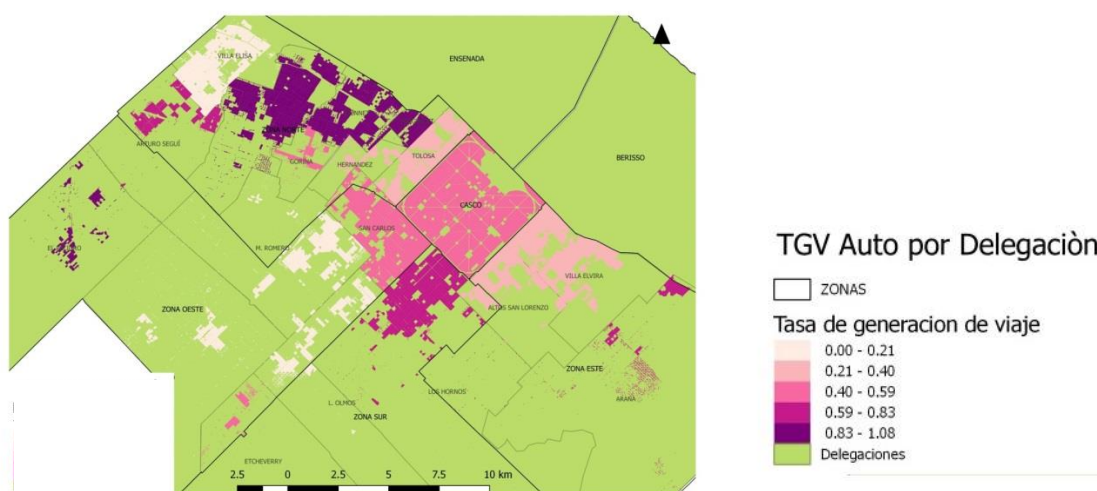 VILLA ELISA
ENSENADA
ZONA NORTE
ARTURO SEGUÍ
GORINA
HERNANDEZ
TOLOSA
BERISSO
CASCO
SAN CARLOS
M. ROMERO
VILLA ELVIRA
ALTOS SAN LORENZO
ZONA OESTE
ZONA ESTE
LOS HORNOS
ARANA
L. OLMOS
ZONA SUR
ETCHEVERRY
2.5 0 2.5 5 7.5 10 km
TGV Auto por Delegaciòn
ZONAS
Tasa de generacion de viaje
0.00 - 0.21
0.21 - 0.40
0.40 - 0.59
0.59 - 0.83
0.83 - 1.08
Delegaciones